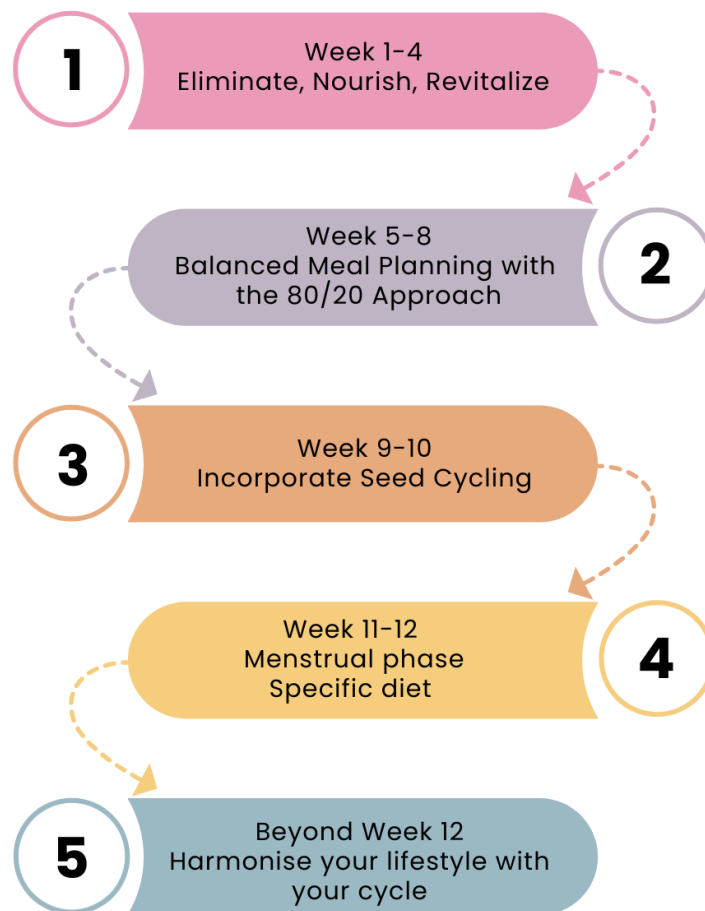 1
Week 1-4
Eliminate, Nourish, Revitalize
Week 5-8
Balanced Meal Planning with
the 80/20 Approach
2
3
Week 9-10
Incorporate Seed Cycling
Week 11-12
Menstrual phase
Specific diet
4
5
Beyond Week 12
Harmonise your lifestyle with
your cycle